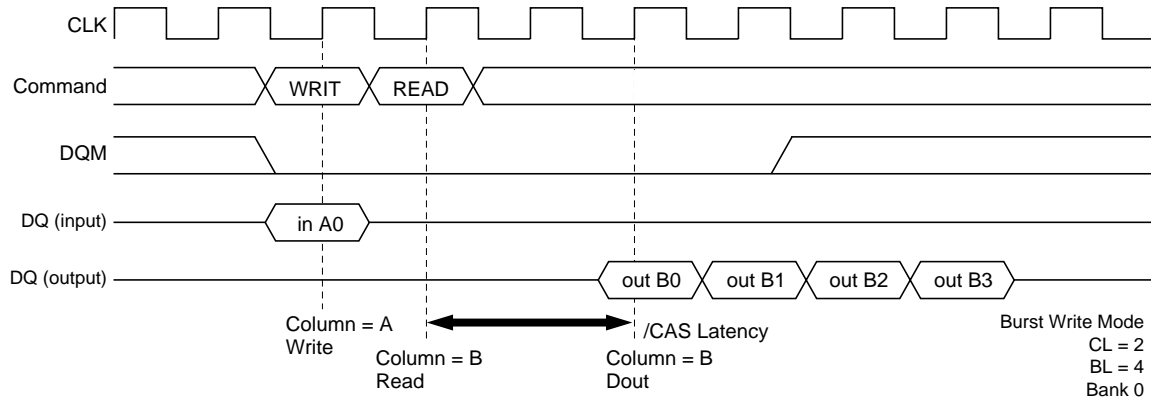 CLK
Command WRIT READ
DQM
DQ (input) in A0
DQ (output) out B0 out B1 out B2 out B3
Column = A
Write
Column = B
Read
/CAS Latency
Column = B
Dout
Burst Write Mode
CL = 2
BL = 4
Bank 0